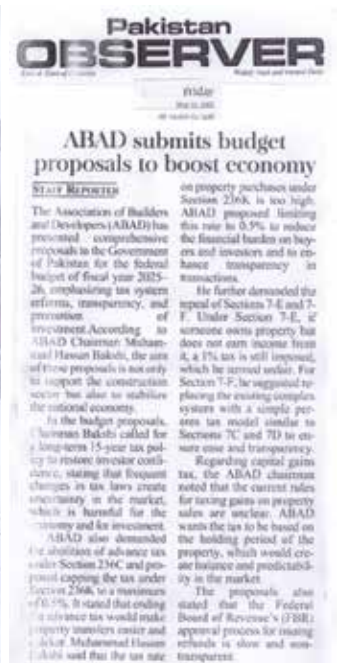 Pakistan
OBSERVER
Friday
ABAD submits budget
proposals to boost economy
STAFF REPORTER
The Association of Builders
and Developers (ABAD) has
presented comprehensive
proposals to the Government
of Pakistan for the federal
budget of fiscal year 2025–
26, emphasizing tax system
reforms, transparency, and
prevention of
investment.According to
ABAD Chairman Muham-
mad Hassan Bakshi, the aim
of these proposals is not only
to support the construction
sector but also to stabilize
the national economy.
In the budget proposals,
Chairman Bakshi called for
a long-term 15-year tax pol-
icy to restore investor confi-
dence, stating that frequent
changes in tax laws create
uncertainty in the market,
which is harmful for the
economy and for investment.
ABAD also demanded
the abolition of advance tax
under Section 236C and pro-
posed capping the tax under
Section 236K to a maximum
of 0.5%. It stated that ending
advance tax would make
property transfers easier and
quicker. Muhammad Hassan
Bakshi said that the tax rate
on property purchases under
Section 236K is too high.
ABAD proposed limiting
this rate to 0.5% to reduce
the financial burden on buy-
ers and investors and to en-
hance transparency in
transactions.
He further demanded the
repeal of Sections 7-E and 7-
F. Under Section 7-E, if
someone owns property but
does not earn income from
it, a 1% tax is still imposed,
which he termed unfair. For
Section 7-F, he suggested re-
placing the existing complex
system with a simple per-
tax model similar to
Sections 7C and 7D to en-
sure ease and transparency.
Regarding capital gains
tax, the ABAD chairman
noted that the current rules
for taxing gains on property
sales are unclear. ABAD
wants the tax to be based on
the holding period of the
property, which would cre-
ate balance and predictabil-
ity in the market.
The proposals also
stated that the Federal
Board of Revenue's (FBR)
approval process for issuing
refunds is slow and non-
transparent.